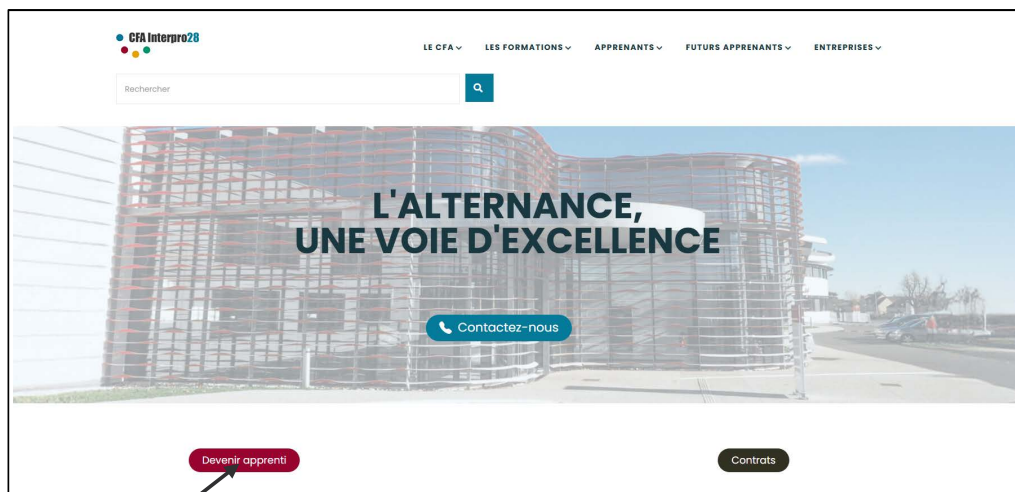 CFA Interpro28
LE CFA LES FORMATIONS APPRENANTS FUTURS APPRENANTS ENTREPRISES
Rechercher
L'ALTERNANCE,
UNE VOIE D'EXCELLENCE
Contactez-nous
Devenir apprenti
Contrats